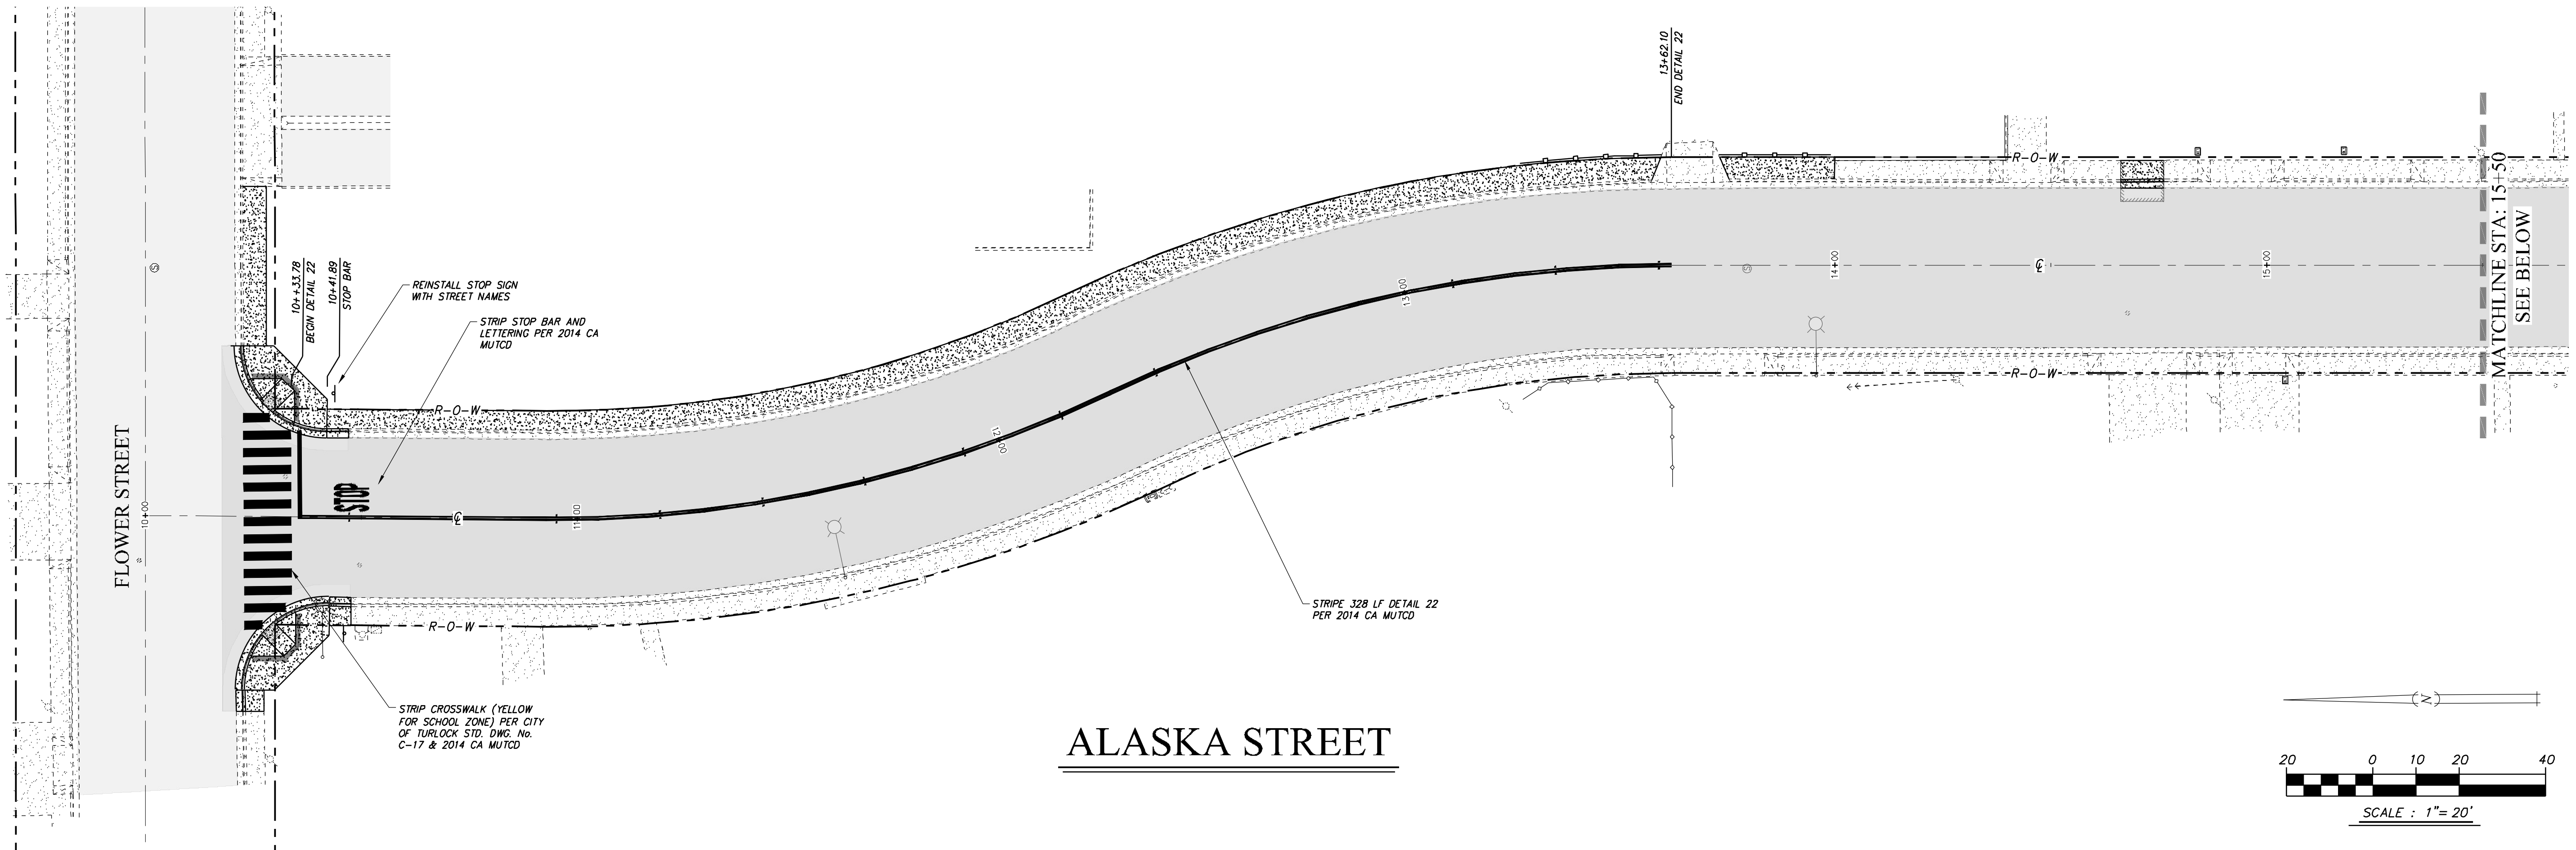 13+62.10
END DETAIL 22
R-O-W
MATCHLINE STA: 15+50
SEE BELOW
10++33.78
BEGIN DETAIL 22
10+41.89
STOP BAR
REINSTALL STOP SIGN
WITH STREET NAMES
STRIP STOP BAR AND
LETTERING PER 2014 CA
MUTCD
S
S
14+00
℄
15+00
13+00
R-O-W
R-O-W
12+00
FLOWER STREET
10+00
STOP
℄
11+00
R-O-W
STRIPE 328 LF DETAIL 22
PER 2014 CA MUTCD
STRIP CROSSWALK (YELLOW
FOR SCHOOL ZONE) PER CITY
OF TURLOCK STD. DWG. No.
C-17 & 2014 CA MUTCD
ALASKA STREET
N
20 0 10 20 40
SCALE : 1"= 20'